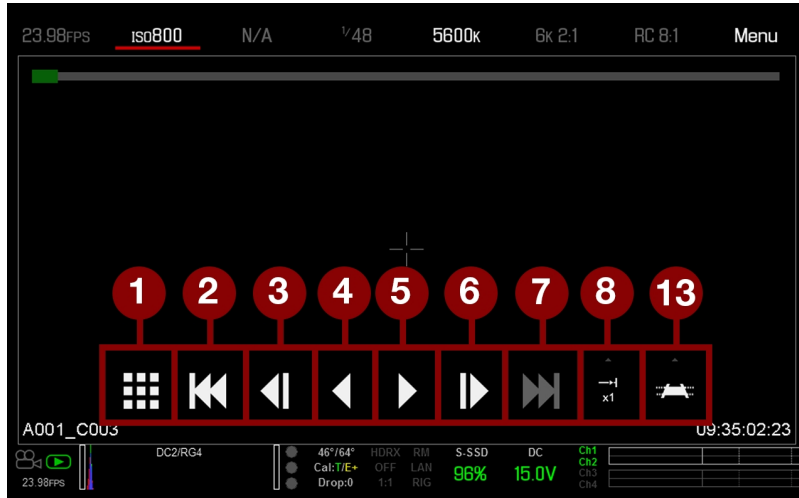 23.98FPS ISO800 N/A 1/48 5600K 6K 2:1 RC 8:1 Menu
1 2 3 4 5 6 7 8 13
x1
A001_C003 09:35:02:23
DC2/RG4 46°/64° HDRX RM S-SSD DC Ch1
Ch2
Cal:T/E+ OFF LAN 96% 15.0V Ch3
23.98FPS Drop:0 1:1 RIG Ch4